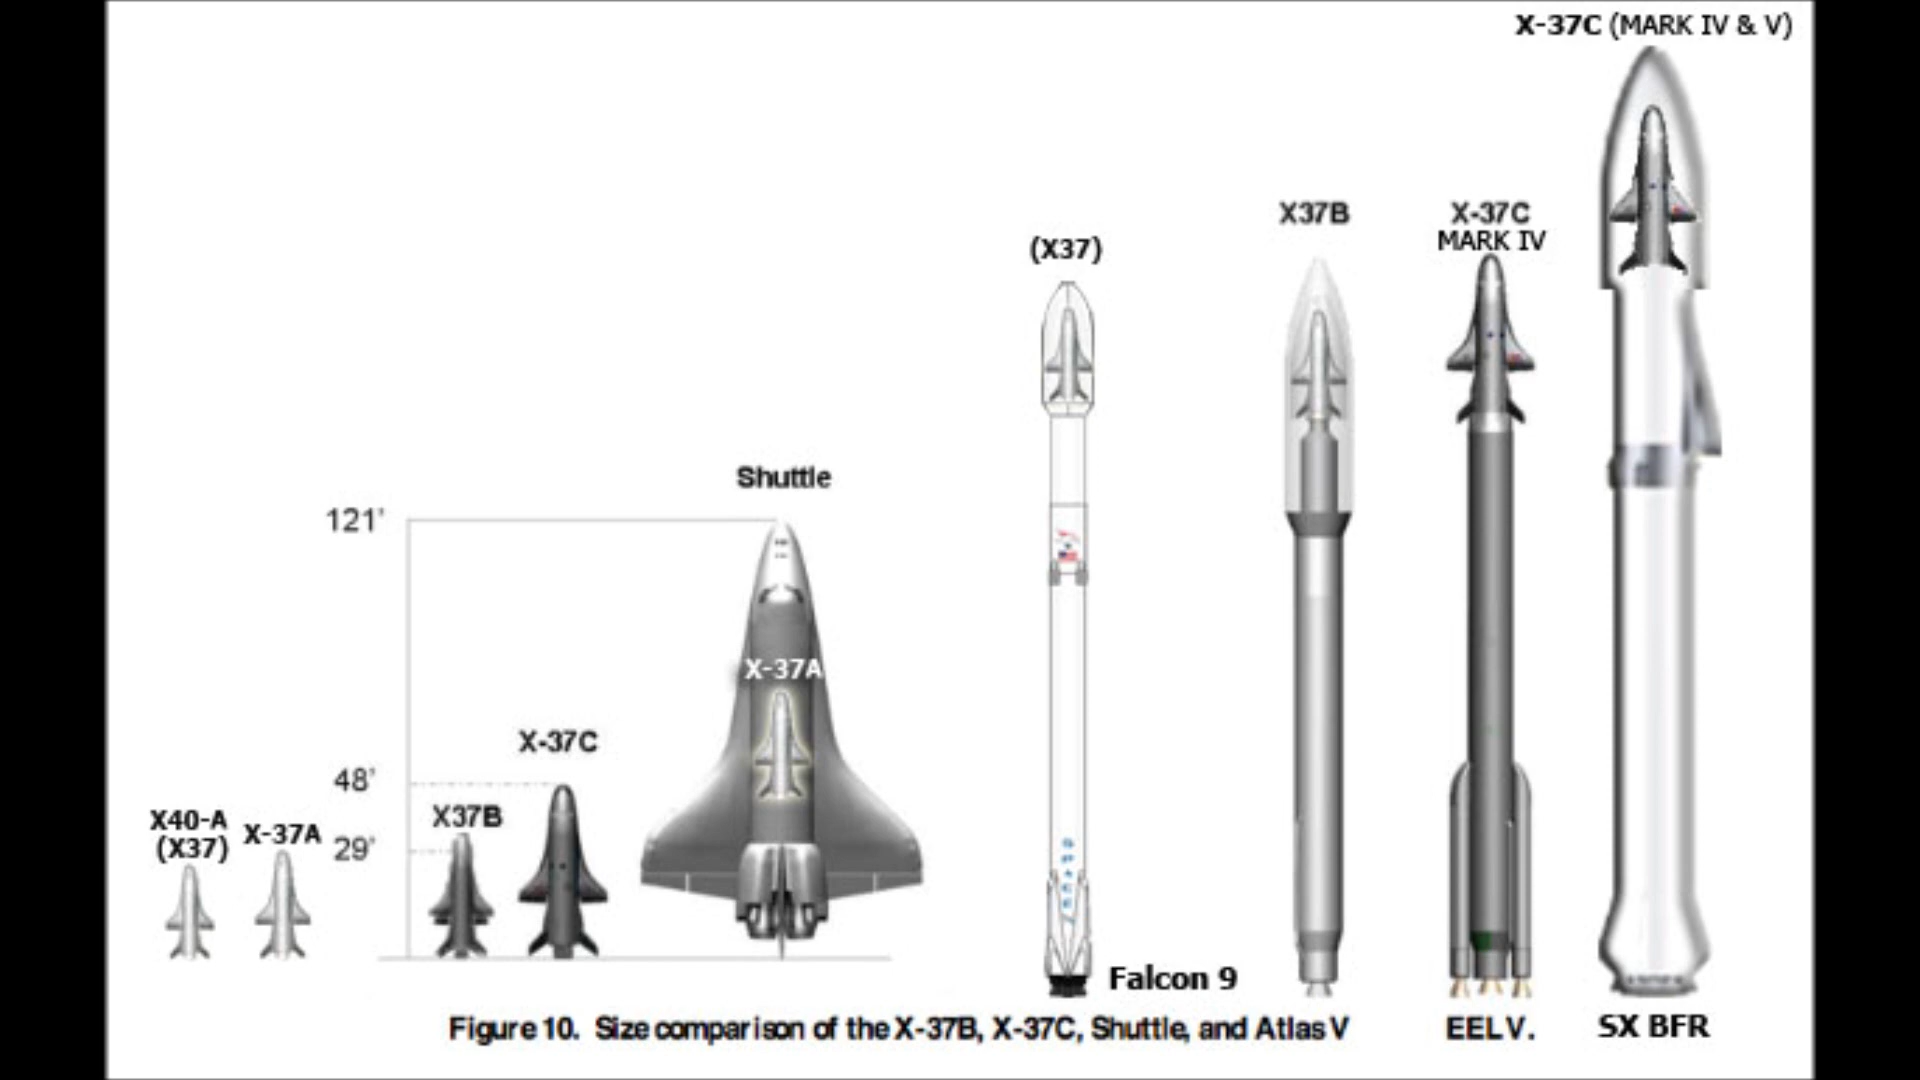 X-37C (MARK IV & V)
X37B
X-37C
MARK IV
(X37)
Shuttle
121'
X-37A
X-37C
48'
X40-A
(X37)
X-37A
X37B
29'
Falcon 9
Figure 10. Size comparison of the X-37B, X-37C, Shuttle, and Atlas V
EELV.
SX BFR